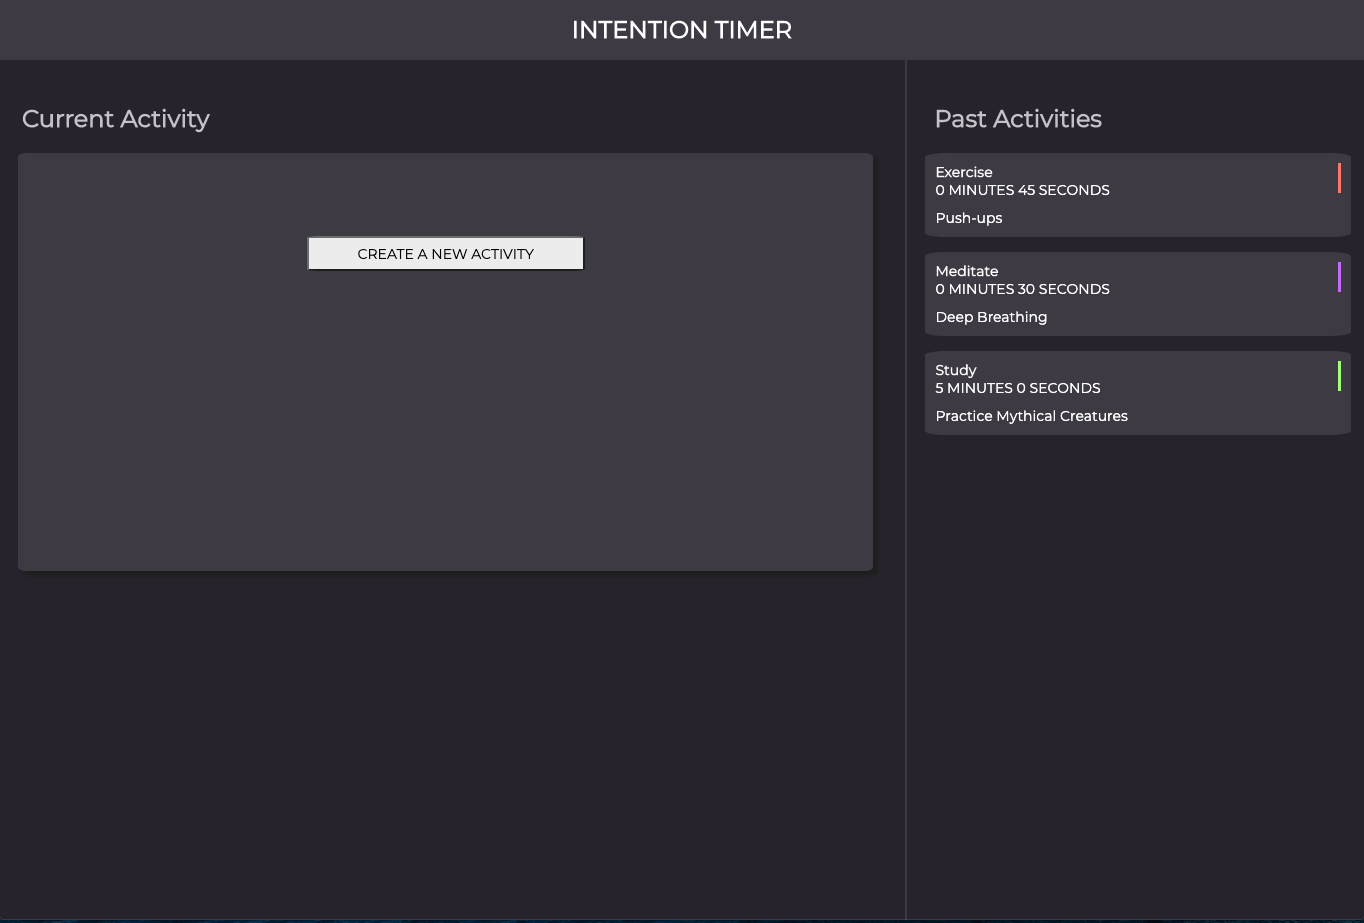 INTENTION TIMER
Current Activity
CREATE A NEW ACTIVITY
Past Activities
Exercise
0 MINUTES 45 SECONDS
Push-ups
Meditate
0 MINUTES 30 SECONDS
Deep Breathing
Study
5 MINUTES 0 SECONDS
Practice Mythical Creatures